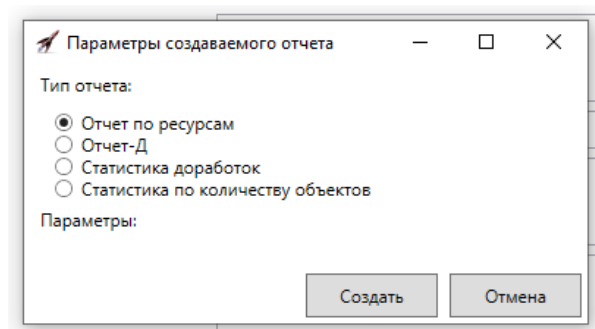 Параметры создаваемого отчета
Тип отчета:
Отчет по ресурсам
Отчет-Д
Статистика доработок
Статистика по количеству объектов
Параметры:
Создать
Отмена